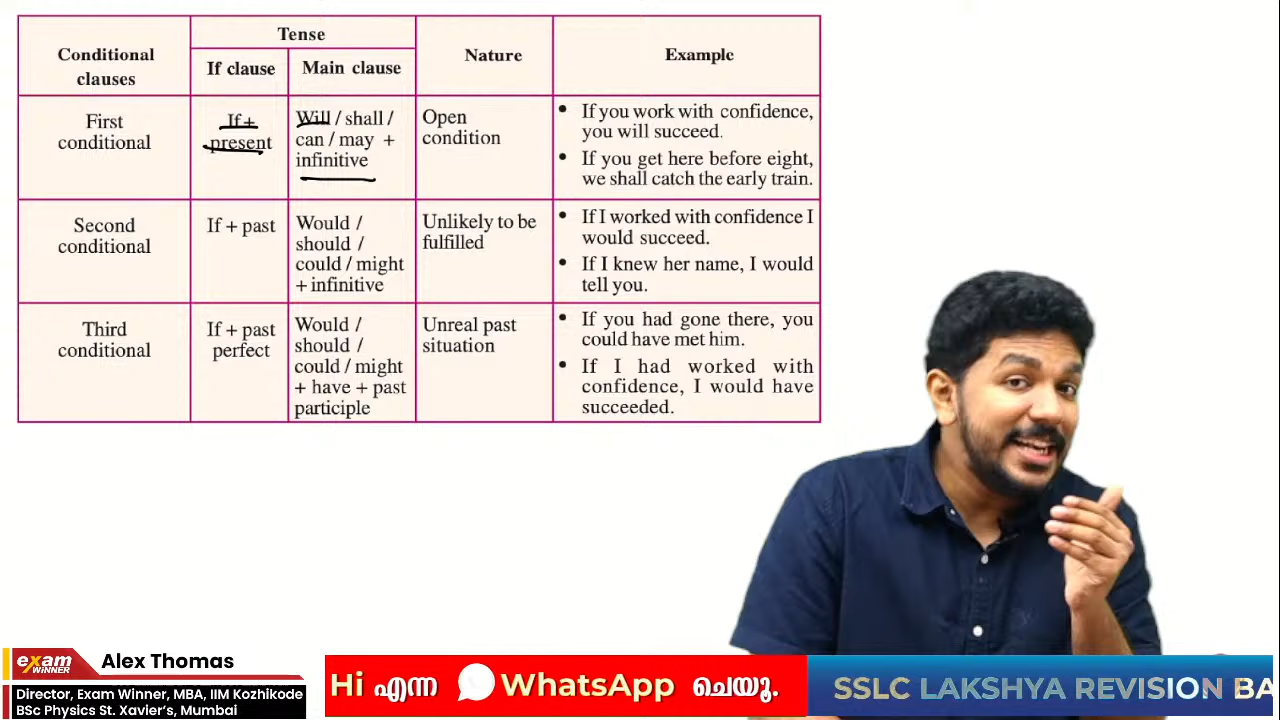 Conditional clauses
Tense
If clause
Main clause
Nature
Example
First conditional
If + present
Will / shall / can / may + infinitive
Open condition
• If you work with confidence, you will succeed.
• If you get here before eight, we shall catch the early train.
Second conditional
If + past
Would / should / could / might + infinitive
Unlikely to be fulfilled
• If I worked with confidence I would succeed.
• If I knew her name, I would tell you.
Third conditional
If + past perfect
Would / should / could / might + have + past participle
Unreal past situation
• If you had gone there, you could have met him.
• If I had worked with confidence, I would have succeeded.
exam WINNER
Alex Thomas
Director, Exam Winner, MBA, IIM Kozhikode
BSc Physics St. Xavier's, Mumbai
Hi എന്ന WhatsApp ചെയൂ.
SSLC LAKSHYA REVISION BA